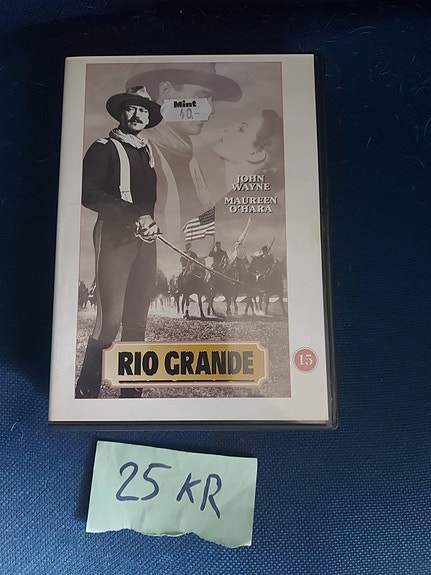 Mint
40.-
JOHN
WAYNE
MAUREEN
O'HARA
RIO GRANDE
15
25 KR